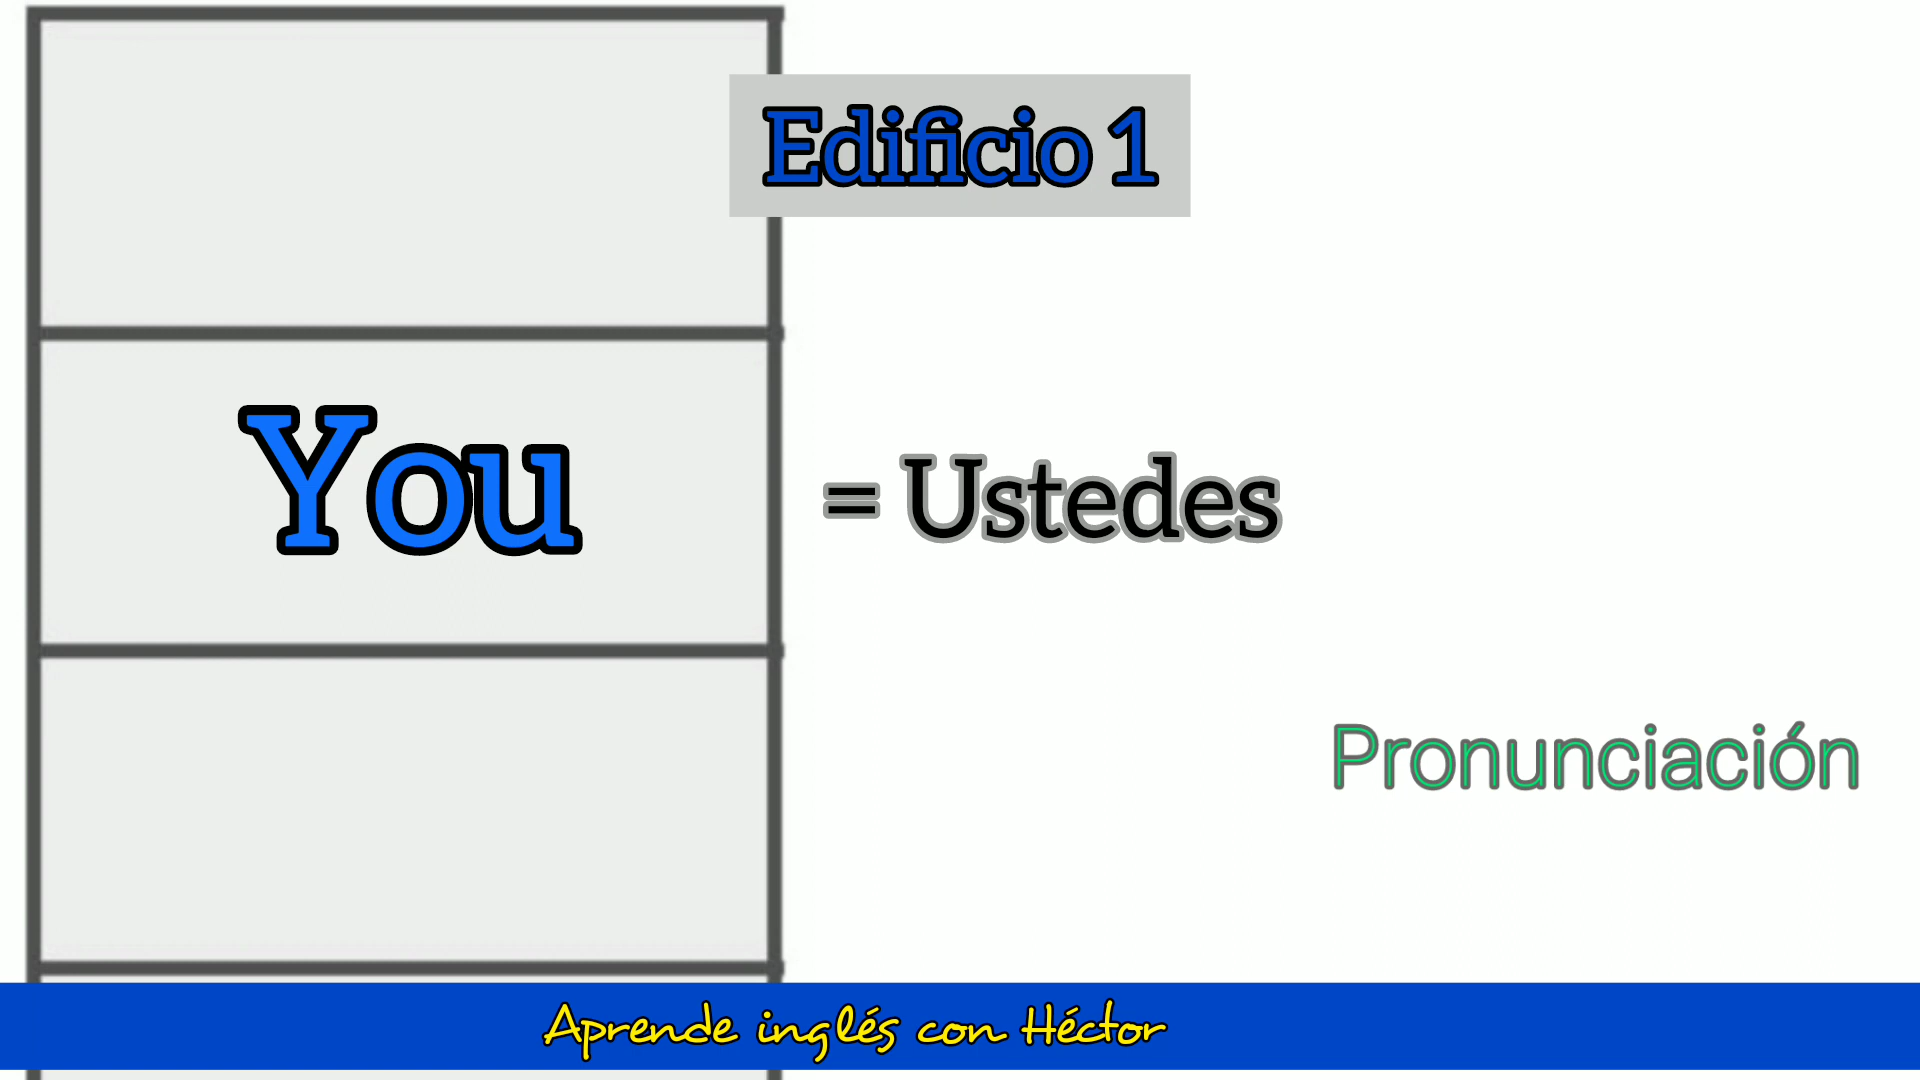 Edificio 1
You
= Ustedes
Pronunciación
Aprende inglés con Héctor